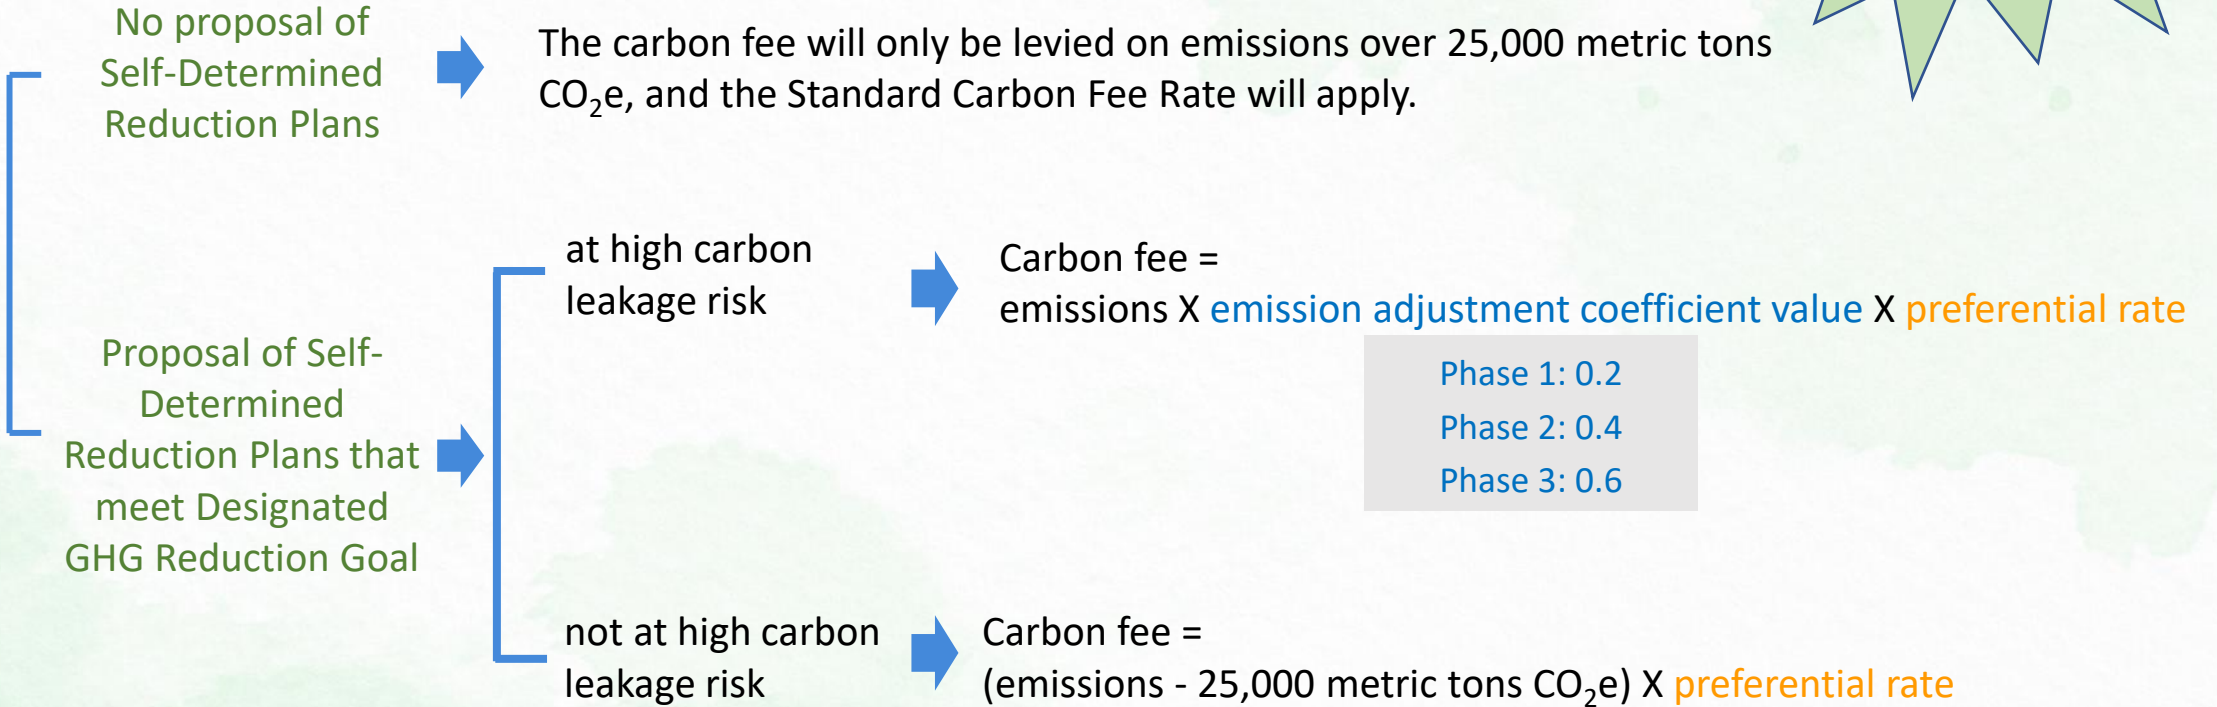 No proposal of
Self-Determined
Reduction Plans
The carbon fee will only be levied on emissions over 25,000 metric tons
CO₂e, and the Standard Carbon Fee Rate will apply.
Proposal of Self-
Determined
Reduction Plans that
meet Designated
GHG Reduction Goal
at high carbon
leakage risk
Carbon fee =
emissions X emission adjustment coefficient value X preferential rate
Phase 1: 0.2
Phase 2: 0.4
Phase 3: 0.6
not at high carbon
leakage risk
Carbon fee =
(emissions - 25,000 metric tons CO₂e) X preferential rate